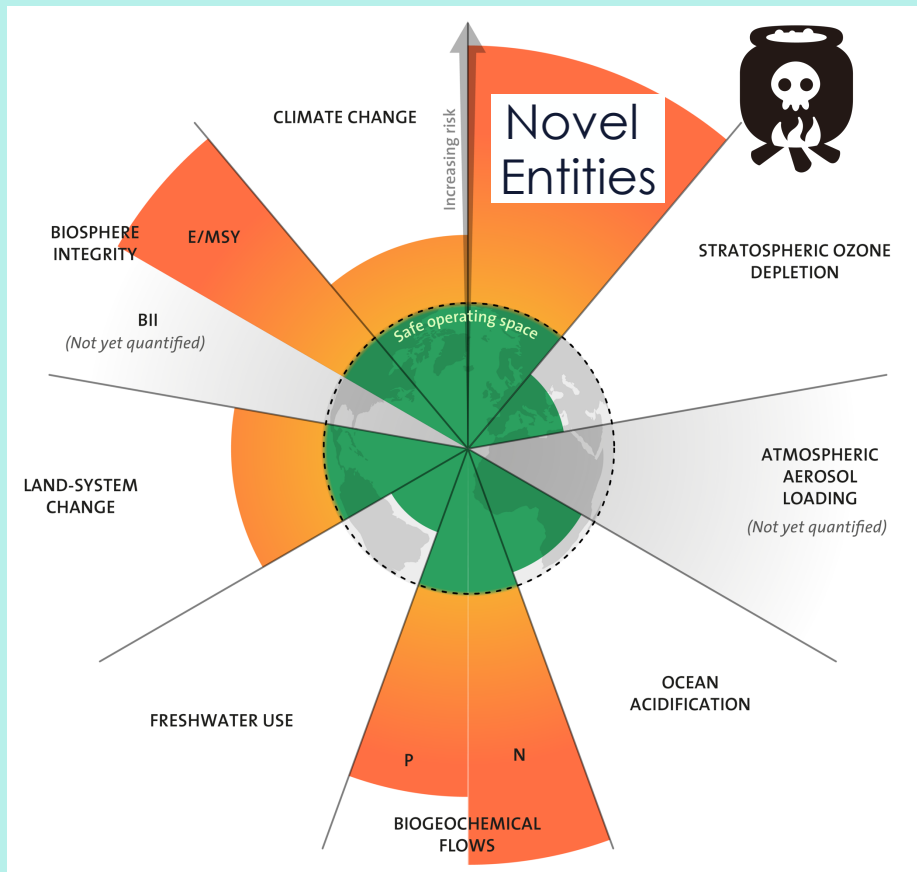 CLIMATE CHANGE
Increasing risk
Novel
Entities
STRATOSPHERIC OZONE
DEPLETION
BIOSPHERE
INTEGRITY
E/MSY
BII
(Not yet quantified)
Safe operating space
ATMOSPHERIC
AEROSOL
LOADING
(Not yet quantified)
LAND-SYSTEM
CHANGE
OCEAN
ACIDIFICATION
FRESHWATER USE
P
N
BIOGEOCHEMICAL
FLOWS